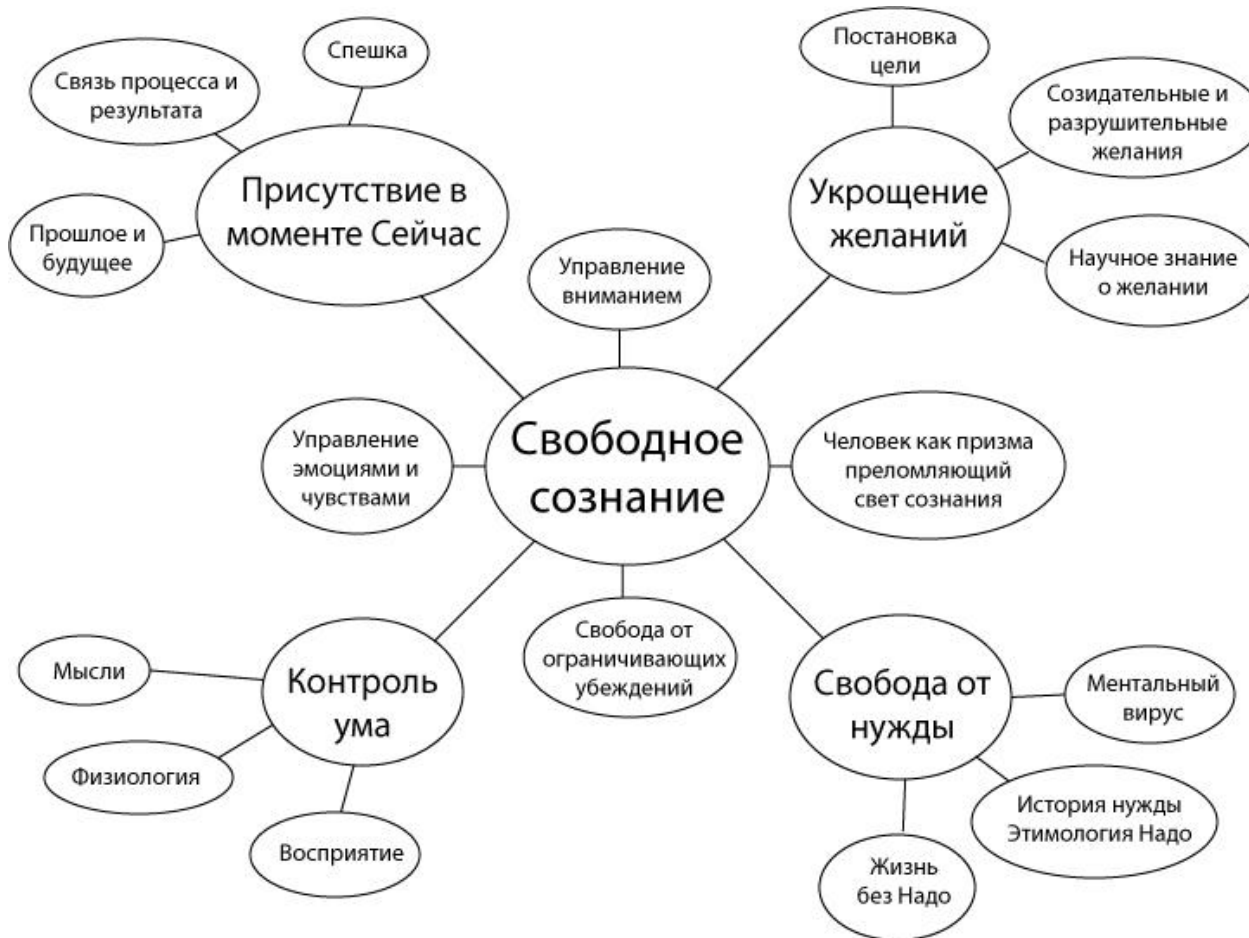 Спешка
Связь процесса и
результата
Присутствие в
моменте Сейчас
Прошлое и
будущее
Постановка
цели
Созидательные и
разрушительные
желания
Укрощение
желаний
Научное знание
о желании
Управление
вниманием
Управление
эмоциями и
чувствами
Свободное
сознание
Человек как призма
преломляющий
свет сознания
Свобода от
ограничивающих
убеждений
Мысли
Контроль
ума
Физиология
Восприятие
Свобода от
нужды
Ментальный
вирус
История нужды
Этимология Надо
Жизнь
без Надо